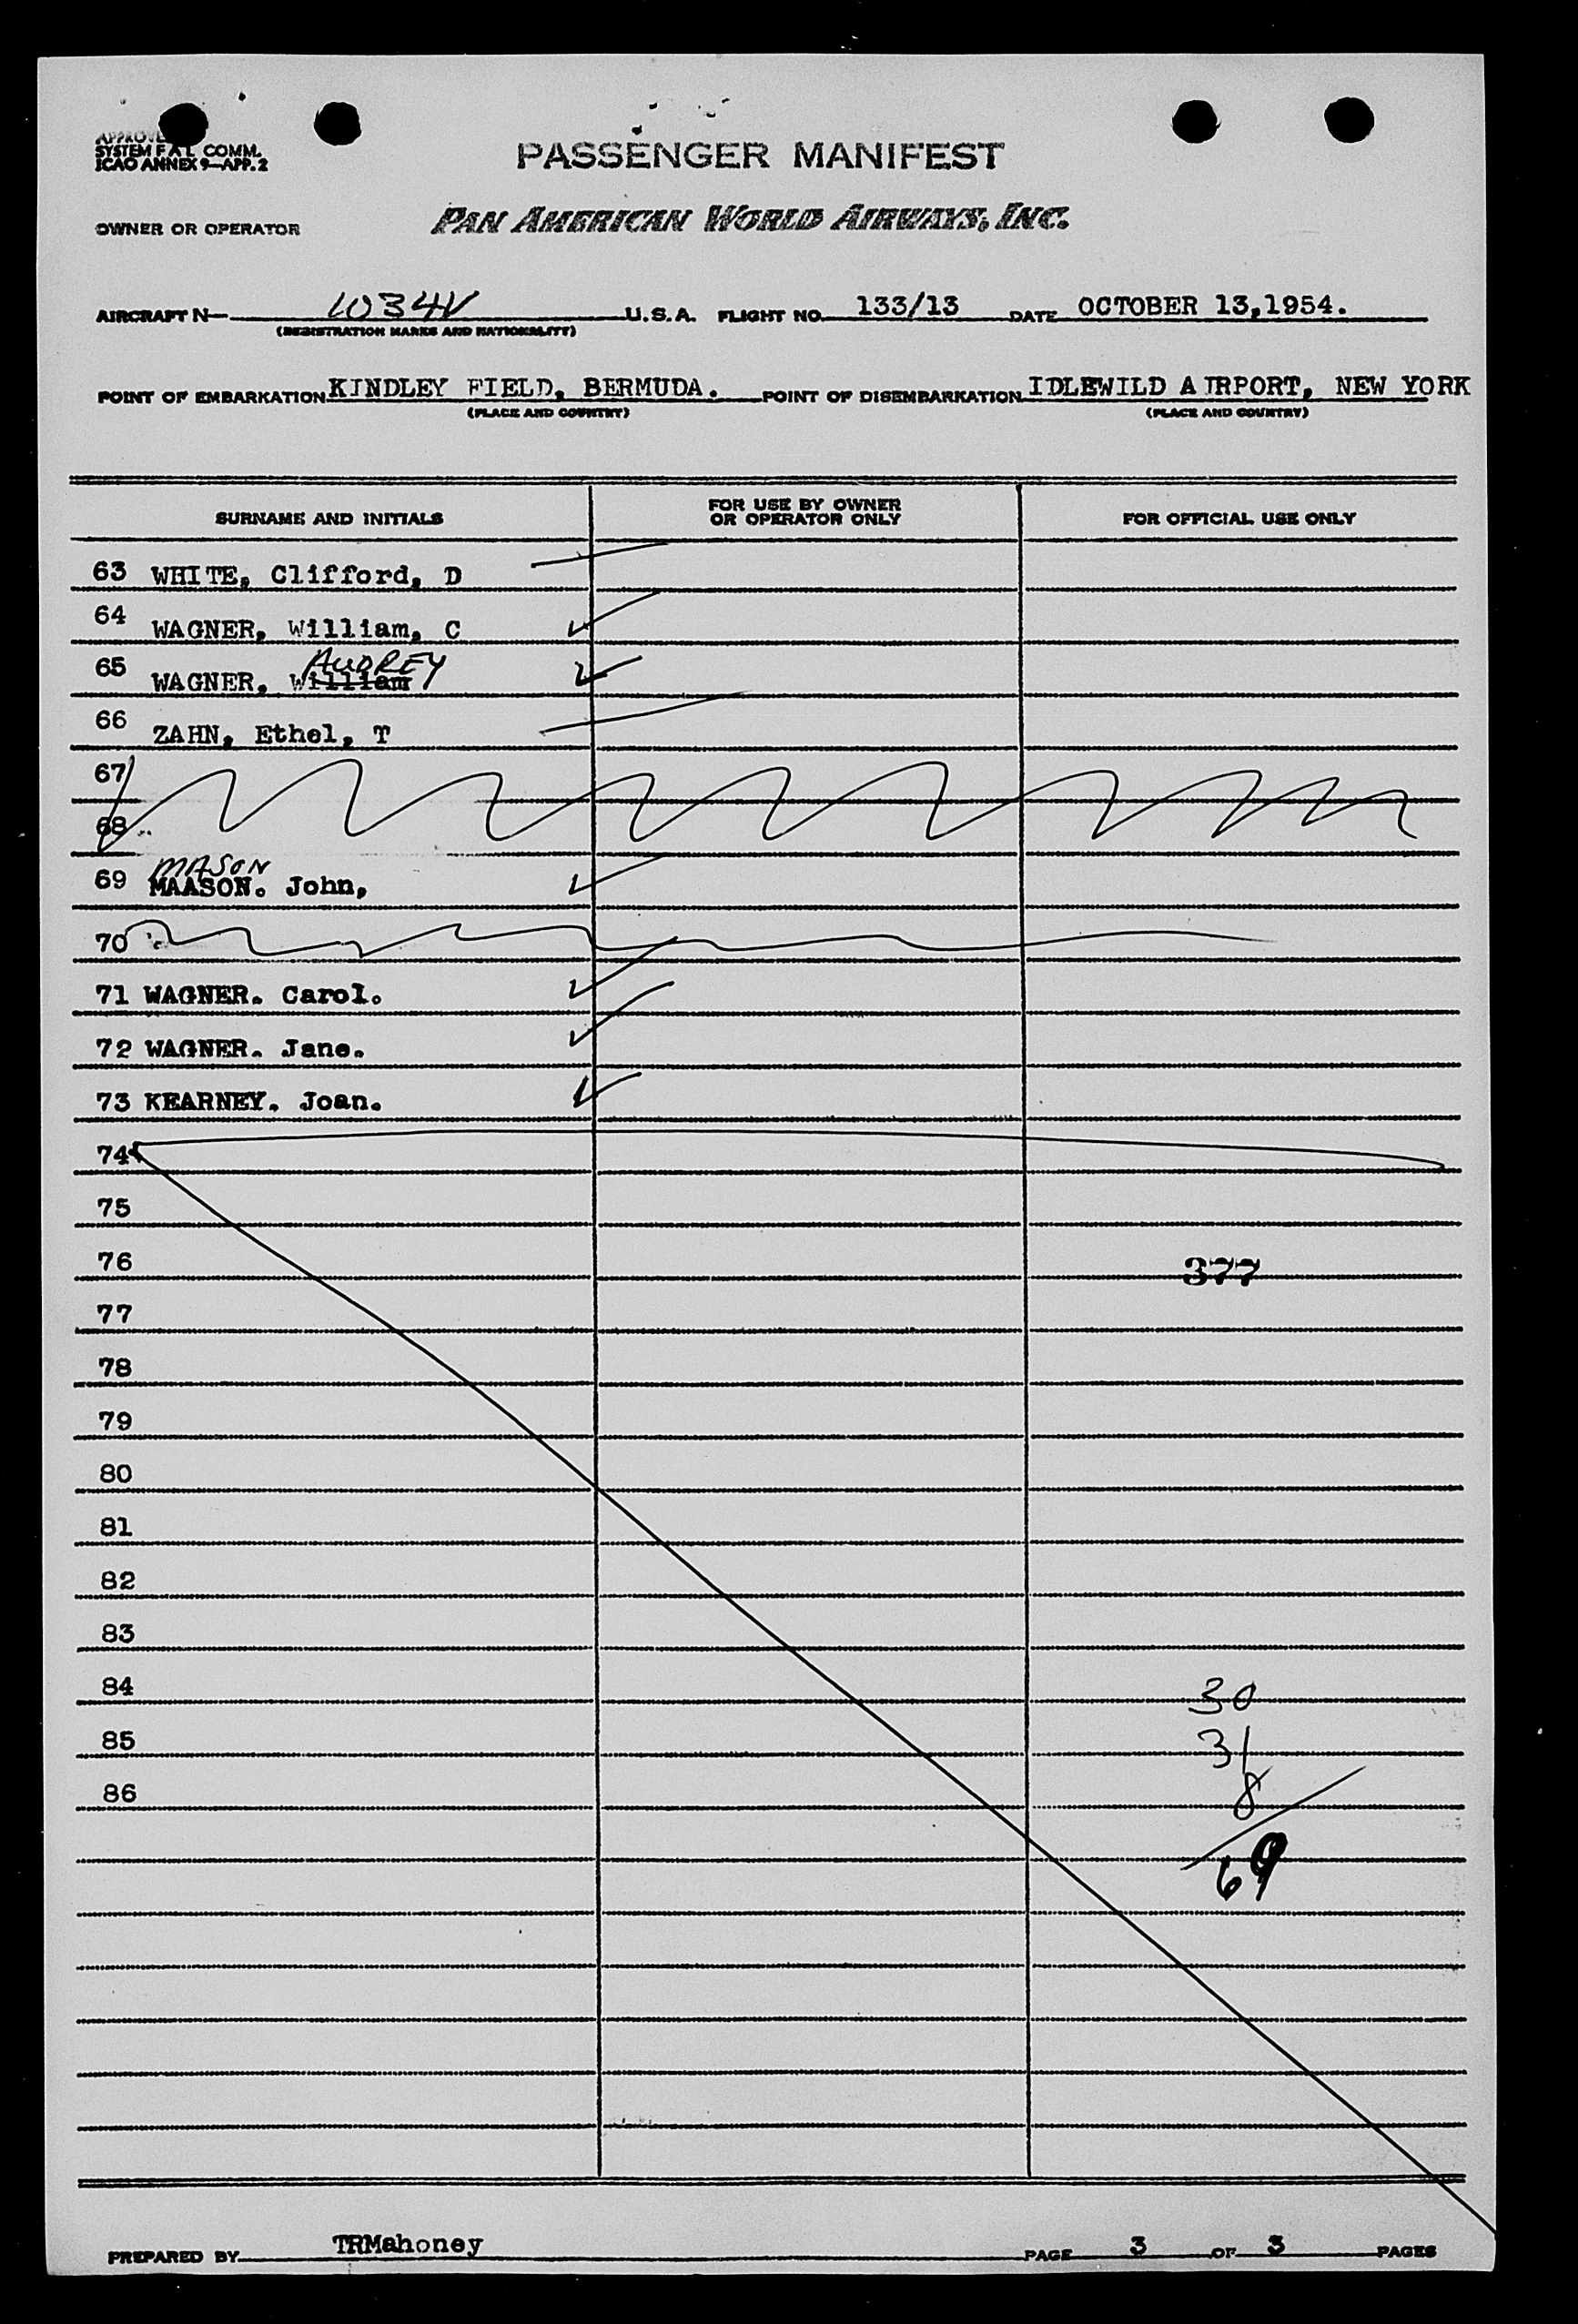 APPROVED
SYSTEM F A L COMM.
ICAO ANNEX 9—APP. 2
PASSENGER MANIFEST
OWNER OR OPERATOR PAN AMERICAN WORLD AIRWAYS, INC.
AIRCRAFT N 1034V U.S.A. FLIGHT NO. 133/13 DATE OCTOBER 13,1954.
(REGISTRATION MARKS AND NATIONALITY)
POINT OF EMBARKATION KINDLEY FIELD, BERMUDA. POINT OF DISEMBARKATION IDLEWILD AIRPORT, NEW YORK
(PLACE AND COUNTRY) (PLACE AND COUNTRY)
SURNAME AND INITIALS FOR USE BY OWNER OR OPERATOR ONLY FOR OFFICIAL USE ONLY
63 WHITE, Clifford, D
64 WAGNER, William, C
AUDREY
65 WAGNER, William
66 ZAHN, Ethel, T
67
68
MASON
69 MAASON. John,
70
71 WAGNER. Carol.
72 WAGNER. Jane.
73 KEARNEY. Joan.
74
75
76 377
77
78
79
80
81
82
83
84 30
85 31
86 8
69
PREPARED BY TRMahoney PAGE 3 OF 3 PAGES